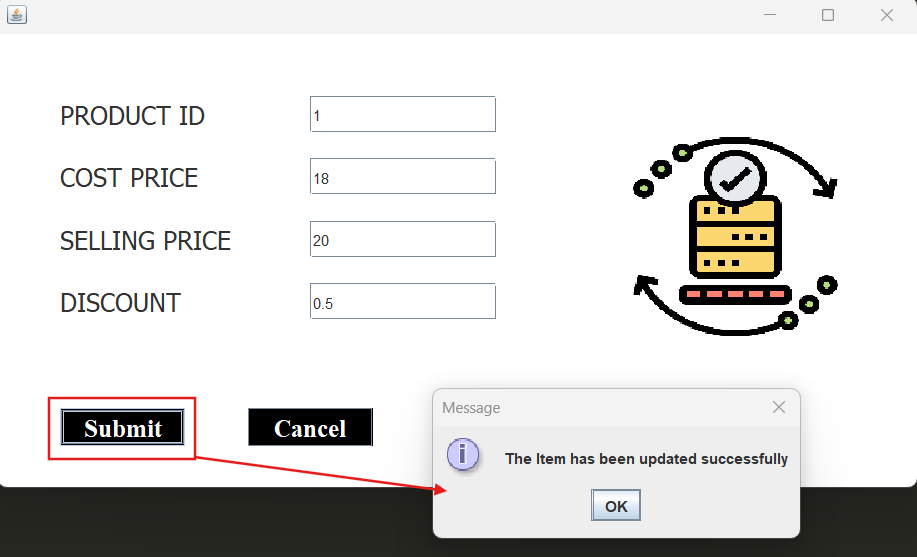 PRODUCT ID 1
COST PRICE 18
SELLING PRICE 20
DISCOUNT 0.5
Submit Cancel
Message
The Item has been updated successfully
OK